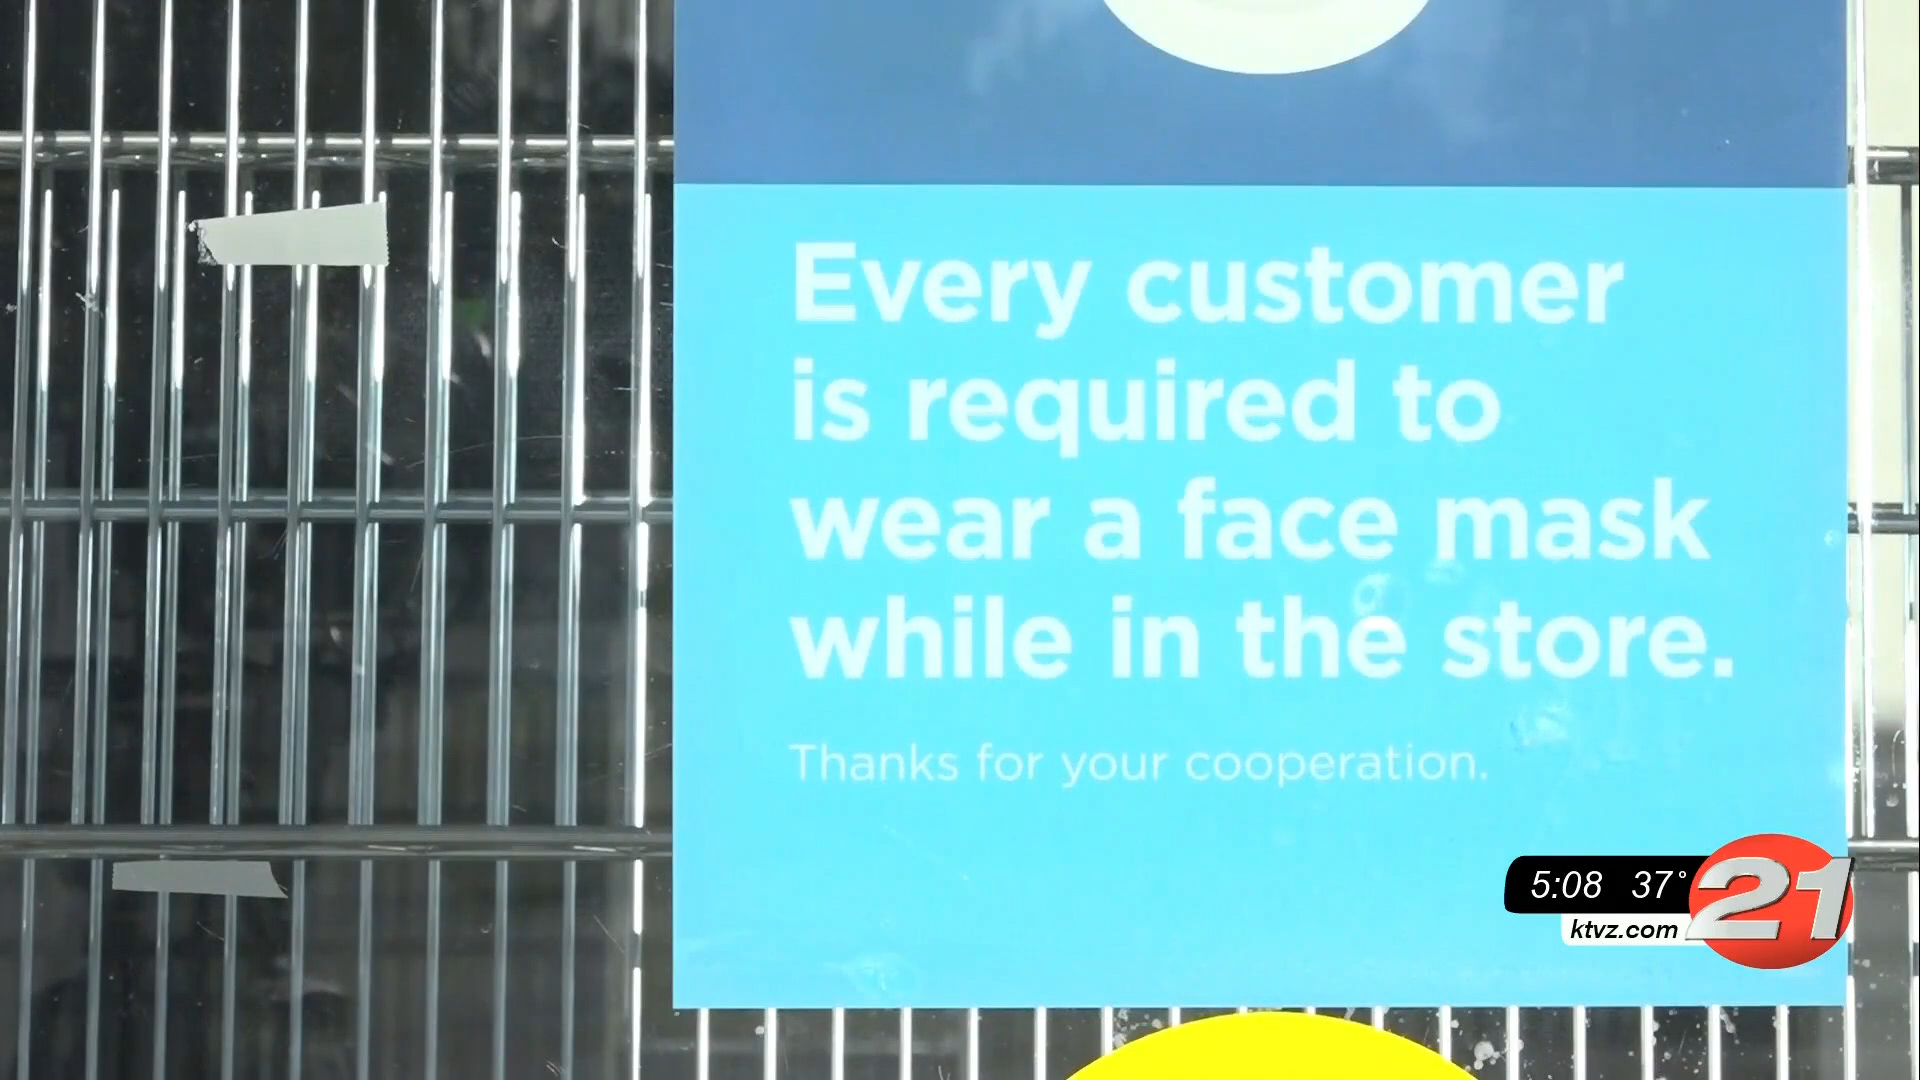 Every customer
is required to
wear a face mask
while in the store.
Thanks for your cooperation.
5:08 37°
21
ktvz.com